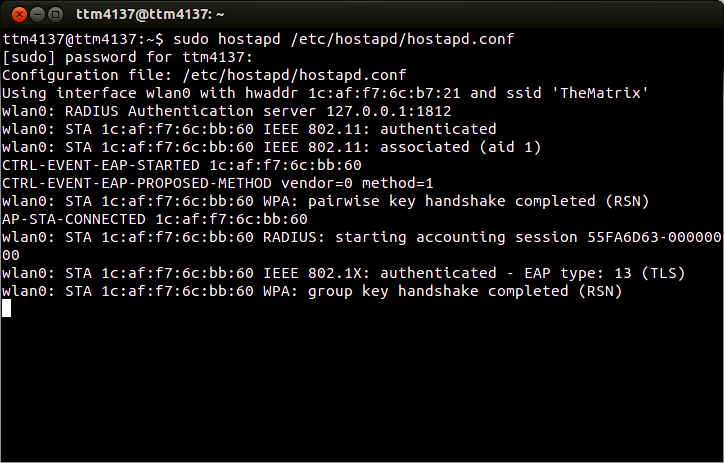 ttm4137@ttm4137: ~
ttm4137@ttm4137:~$ sudo hostapd /etc/hostapd/hostapd.conf
[sudo] password for ttm4137:
Configuration file: /etc/hostapd/hostapd.conf
Using interface wlan0 with hwaddr 1c:af:f7:6c:b7:21 and ssid 'TheMatrix'
wlan0: RADIUS Authentication server 127.0.0.1:1812
wlan0: STA 1c:af:f7:6c:bb:60 IEEE 802.11: authenticated
wlan0: STA 1c:af:f7:6c:bb:60 IEEE 802.11: associated (aid 1)
CTRL-EVENT-EAP-STARTED 1c:af:f7:6c:bb:60
CTRL-EVENT-EAP-PROPOSED-METHOD vendor=0 method=1
wlan0: STA 1c:af:f7:6c:bb:60 WPA: pairwise key handshake completed (RSN)
AP-STA-CONNECTED 1c:af:f7:6c:bb:60
wlan0: STA 1c:af:f7:6c:bb:60 RADIUS: starting accounting session 55FA6D63-000000
00
wlan0: STA 1c:af:f7:6c:bb:60 IEEE 802.1X: authenticated - EAP type: 13 (TLS)
wlan0: STA 1c:af:f7:6c:bb:60 WPA: group key handshake completed (RSN)